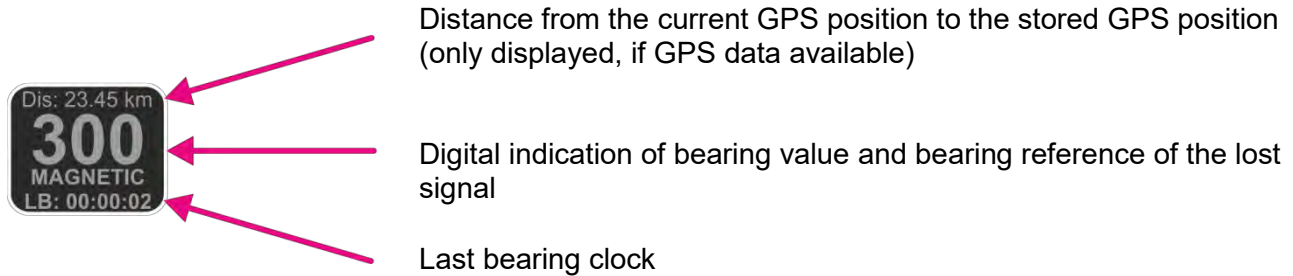 Distance from the current GPS position to the stored GPS position
(only displayed, if GPS data available)
Dis: 23.45 km
300
MAGNETIC
LB: 00:00:02
Digital indication of bearing value and bearing reference of the lost
signal
Last bearing clock